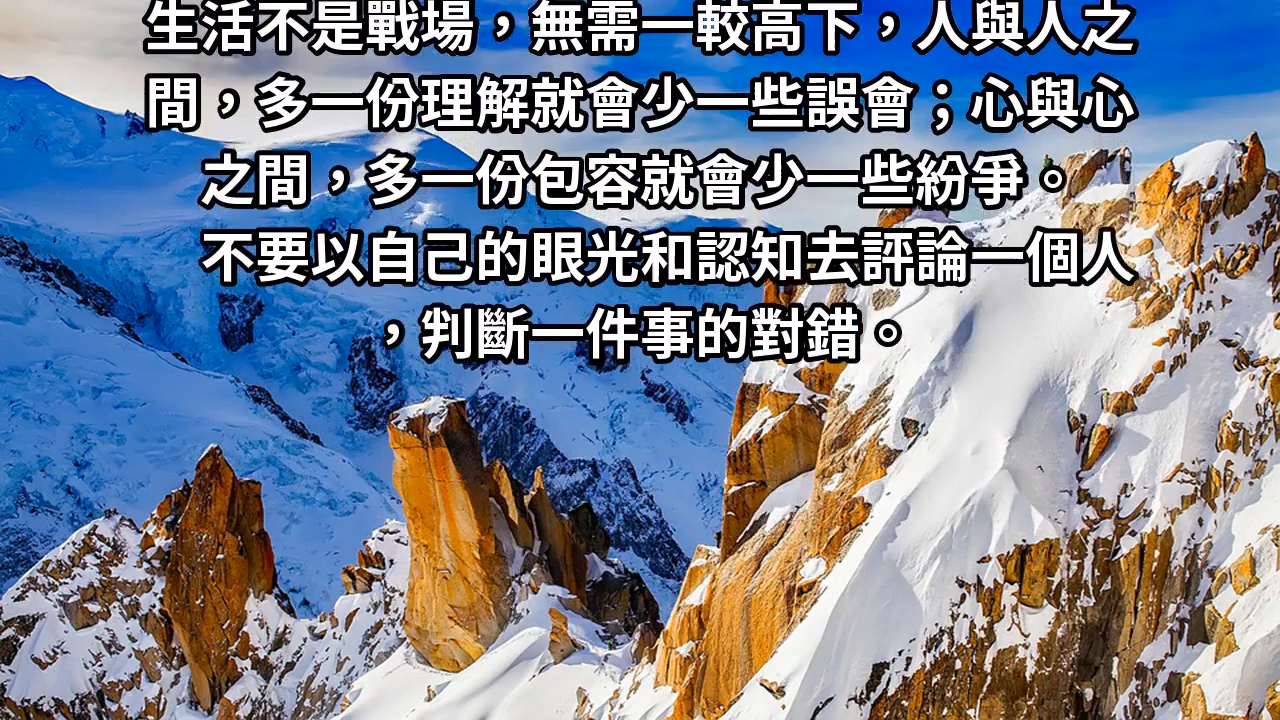 生活不是戰場，無需一較高下，人與人之
間，多一份理解就會少一些誤會；心與心
之間，多一份包容就會少一些紛爭。
不要以自己的眼光和認知去評論一個人
，判斷一件事的對錯。